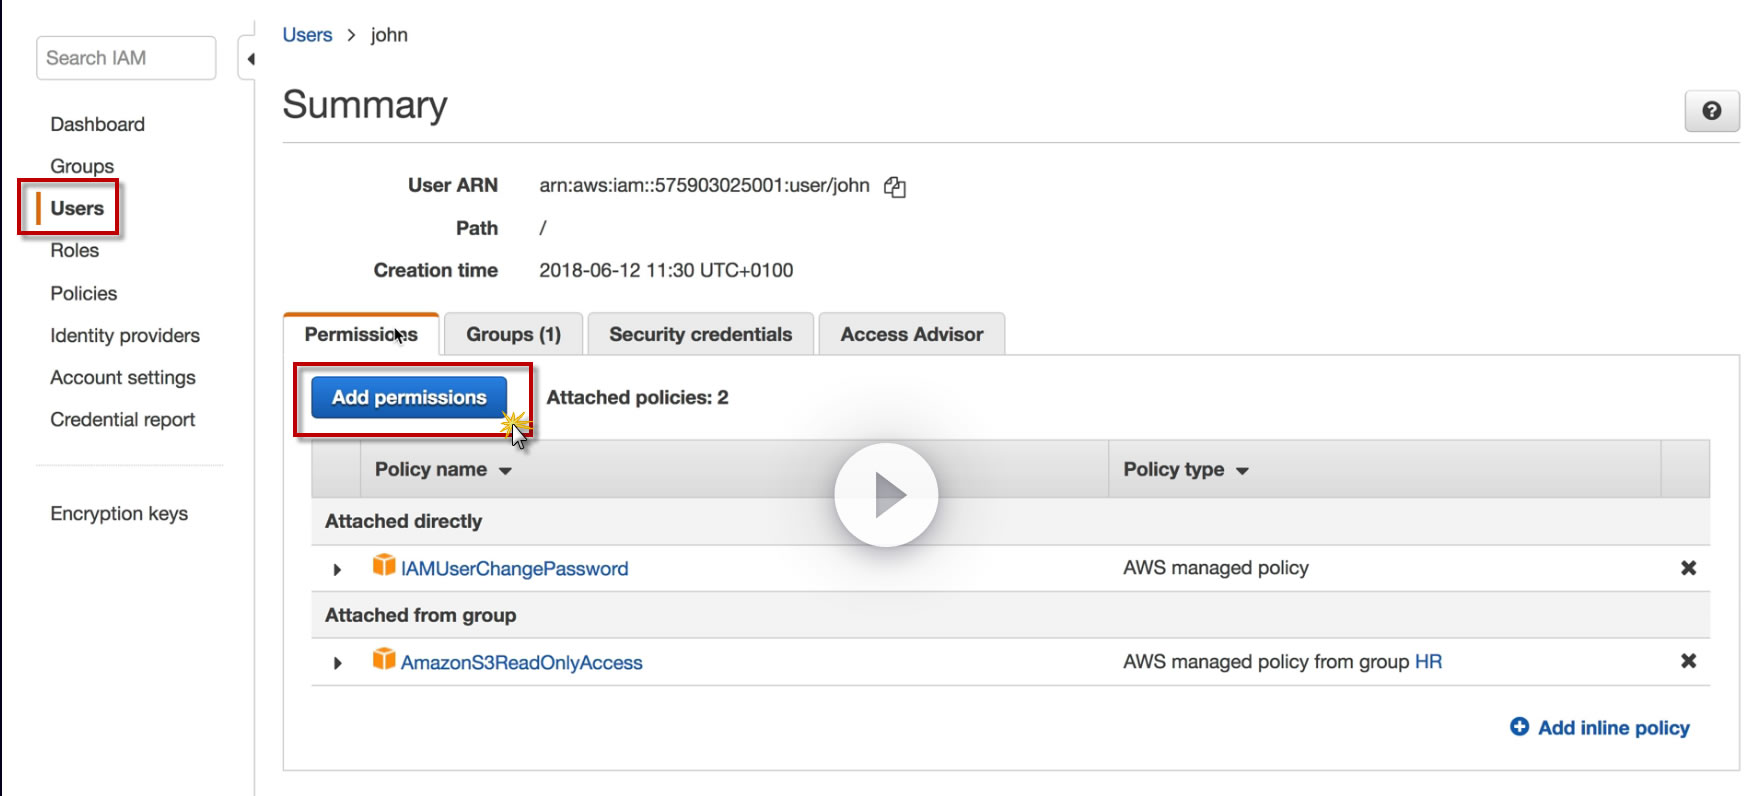 Users > john
Search IAM
Summary
?
Dashboard
Groups
Users
Roles
Policies
Identity providers
Account settings
Credential report
Encryption keys
User ARN arn:aws:iam::575903025001:user/john
Path /
Creation time 2018-06-12 11:30 UTC+0100
Permissions Groups (1) Security credentials Access Advisor
Add permissions Attached policies: 2
Policy name Policy type
Attached directly
IAMUserChangePassword AWS managed policy
Attached from group
AmazonS3ReadOnlyAccess AWS managed policy from group HR
Add inline policy